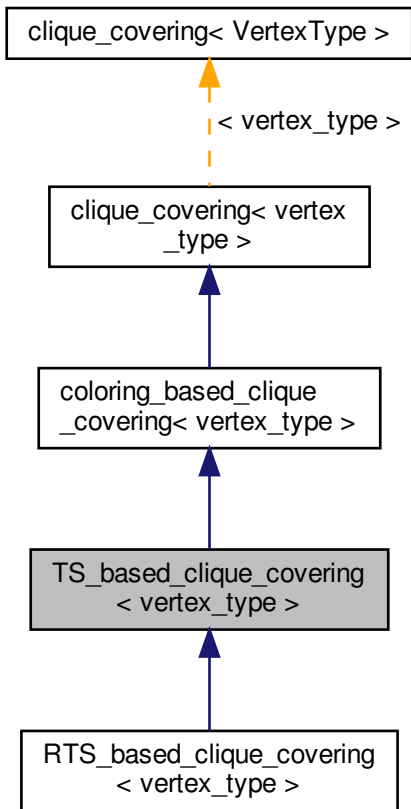 clique_covering< VertexType >
< vertex_type >
clique_covering< vertex
_type >
coloring_based_clique
_covering< vertex_type >
TS_based_clique_covering
< vertex_type >
RTS_based_clique_covering
< vertex_type >